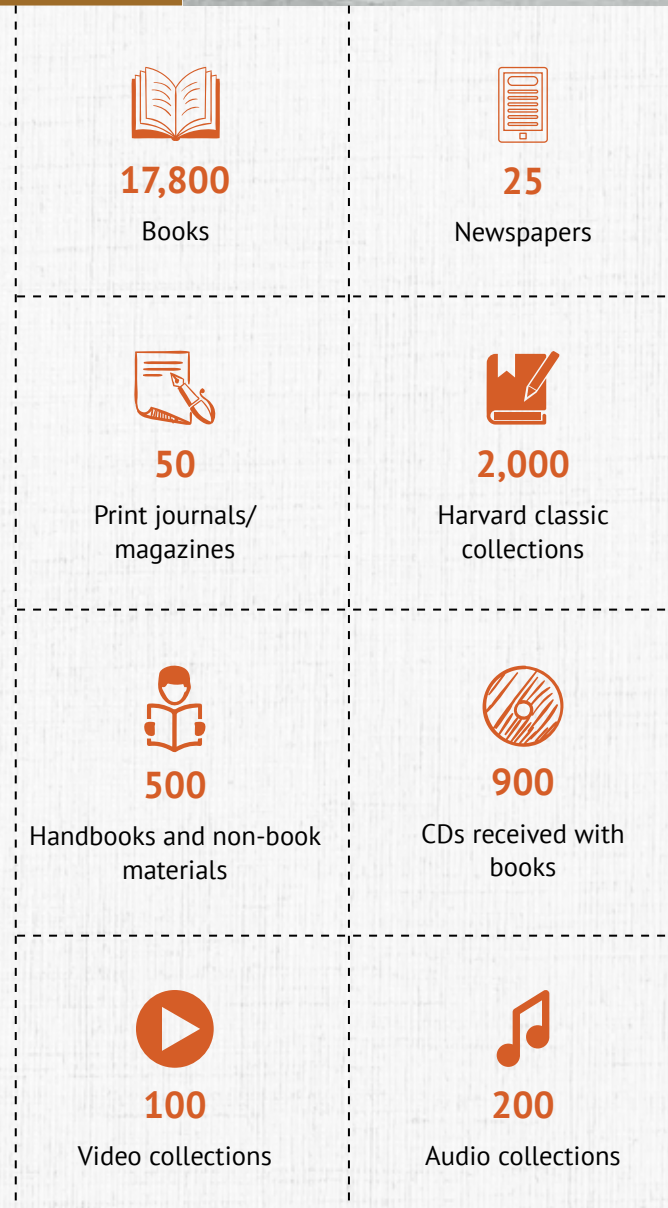 17,800
Books
25
Newspapers
50
Print journals/
magazines
2,000
Harvard classic
collections
500
Handbooks and non-book
materials
900
CDs received with
books
100
Video collections
200
Audio collections